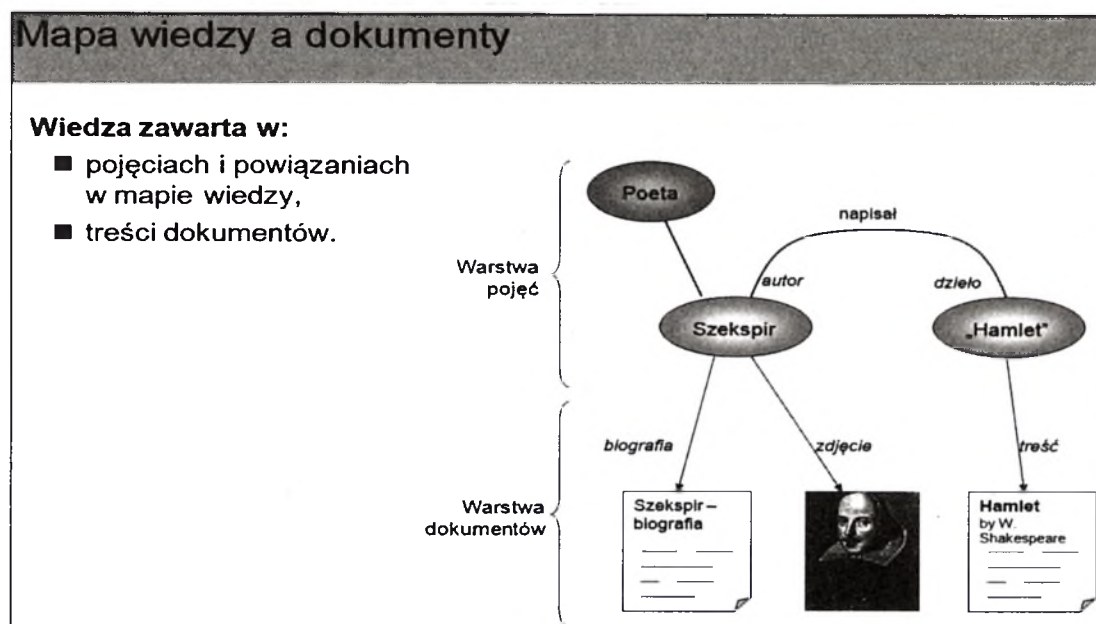 Mapa wiedzy a dokumenty
Wiedza zawarta w:
■ pojęciach i powiązaniach
w mapie wiedzy,
■ treści dokumentów.
Warstwa
pojęć
Poeta
napisał
autor
dzieło
Szekspir
„Hamlet"
biografia
zdjęcie
treść
Warstwa
dokumentów
Szekspir –
biografia
Hamlet
by W.
Shakespeare